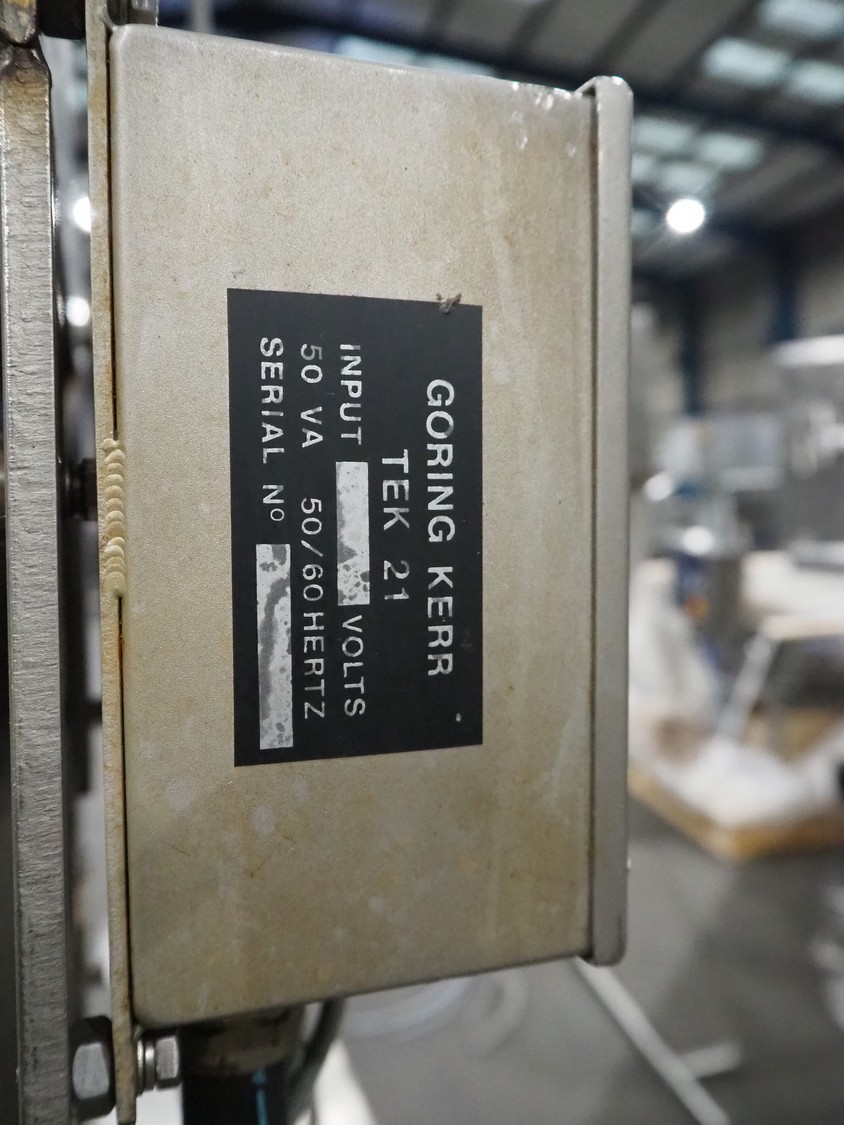 GORING KERR
TEK 21
INPUT VOLTS
50 VA 50/60 HERTZ
SERIAL Nº